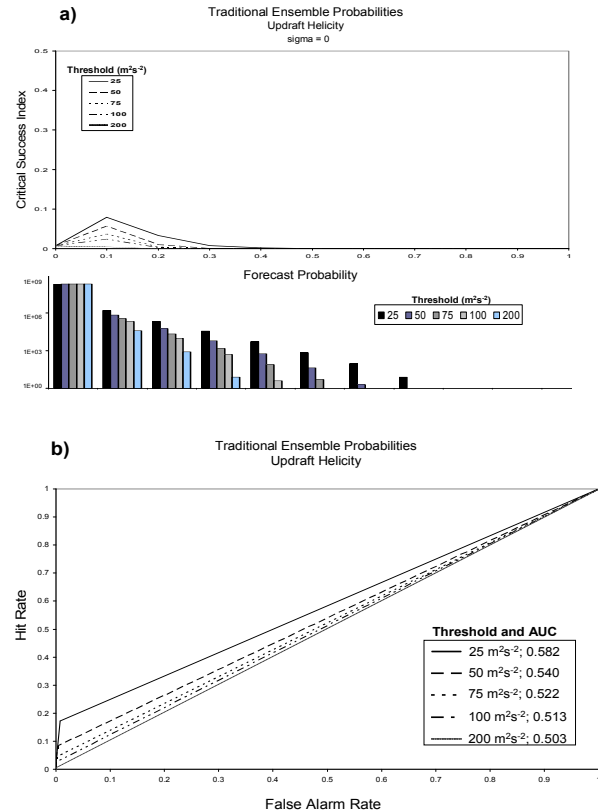 a)
Traditional Ensemble Probabilities
Updraft Helicity
sigma = 0
Critical Success Index
0.5
0.4
0.3
0.2
0.1
0
Threshold (m²s⁻²)
25
50
75
100
200
0 0.1 0.2 0.3 0.4 0.5 0.6 0.7 0.8 0.9 1
Forecast Probability
1E+09
1E+06
1E+03
1E+00
Threshold (m²s⁻²)
25 50 75 100 200
b)
Traditional Ensemble Probabilities
Updraft Helicity
Hit Rate
1
0.9
0.8
0.7
0.6
0.5
0.4
0.3
0.2
0.1
0
Threshold and AUC
25 m²s⁻²; 0.582
50 m²s⁻²; 0.540
75 m²s⁻²; 0.522
100 m²s⁻²; 0.513
200 m²s⁻²; 0.503
0 0.1 0.2 0.3 0.4 0.5 0.6 0.7 0.8 0.9 1
False Alarm Rate